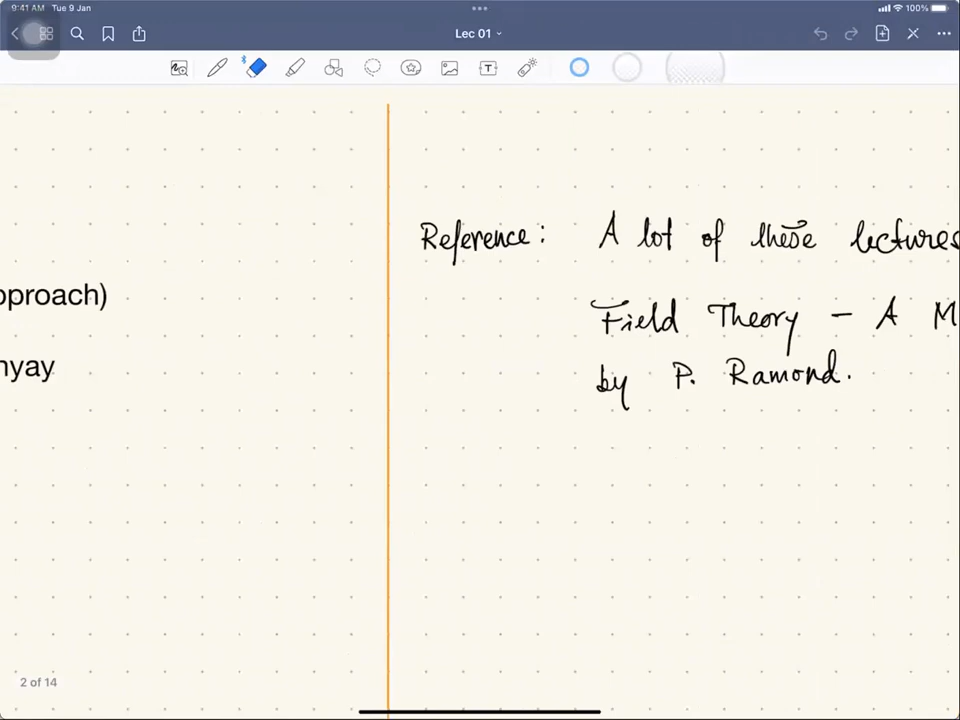 9:41 AM Tue 9 Jan
100%
Lec 01
pproach)
nyay
Reference: A lot of these lectures
Field Theory - A M
by P. Ramond.
2 of 14